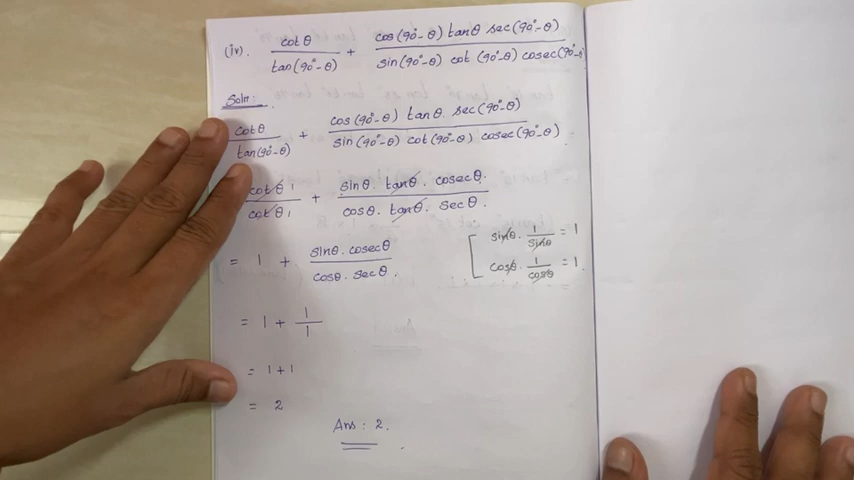 (iv). cotθ / tan(90°-θ) + cos(90°-θ) tanθ sec(90°-θ) / sin(90°-θ) cot(90°-θ) cosec(90°-θ)
Soln:
cotθ / tan(90°-θ) + cos(90°-θ) tanθ. sec(90°-θ) / sin(90°-θ) cot(90°-θ) cosec(90°-θ)
cotθ 1 / cotθ 1 + sinθ. tanθ. cosecθ. / cosθ. tanθ. secθ.
= 1 + sinθ. cosecθ / cosθ. secθ.
[ sinθ. 1/sinθ = 1
cosθ. 1/cosθ = 1.
= 1 + 1/1
= 1+1
= 2
Ans: 2.